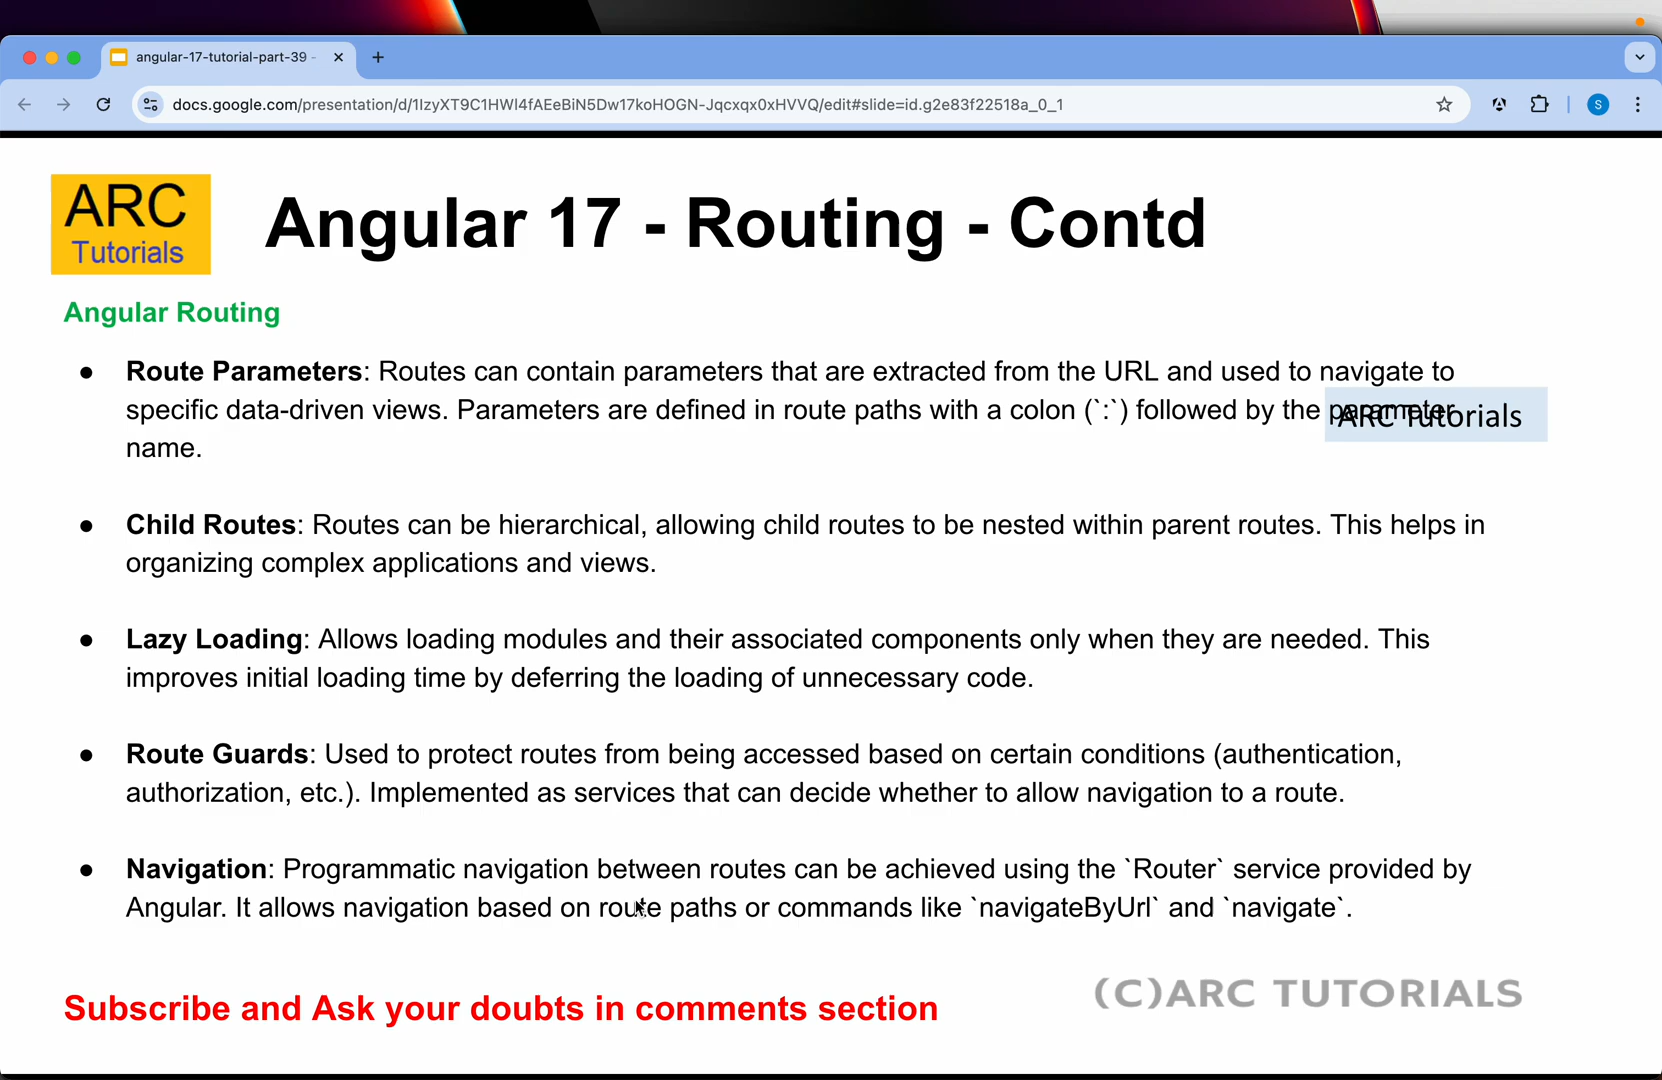 angular-17-tutorial-part-39 -
docs.google.com/presentation/d/1IzyXT9C1HWl4fAEeBiN5Dw17koHOGN-Jqcxqx0xHVVQ/edit#slide=id.g2e83f22518a_0_1
S
ARC
Tutorials
Angular 17 - Routing - Contd
Angular Routing
● Route Parameters: Routes can contain parameters that are extracted from the URL and used to navigate to
specific data-driven views. Parameters are defined in route paths with a colon (`:`) followed by the parameter
name.
ARC Tutorials
● Child Routes: Routes can be hierarchical, allowing child routes to be nested within parent routes. This helps in
organizing complex applications and views.
● Lazy Loading: Allows loading modules and their associated components only when they are needed. This
improves initial loading time by deferring the loading of unnecessary code.
● Route Guards: Used to protect routes from being accessed based on certain conditions (authentication,
authorization, etc.). Implemented as services that can decide whether to allow navigation to a route.
● Navigation: Programmatic navigation between routes can be achieved using the `Router` service provided by
Angular. It allows navigation based on route paths or commands like `navigateByUrl` and `navigate`.
Subscribe and Ask your doubts in comments section
(C)ARC TUTORIALS